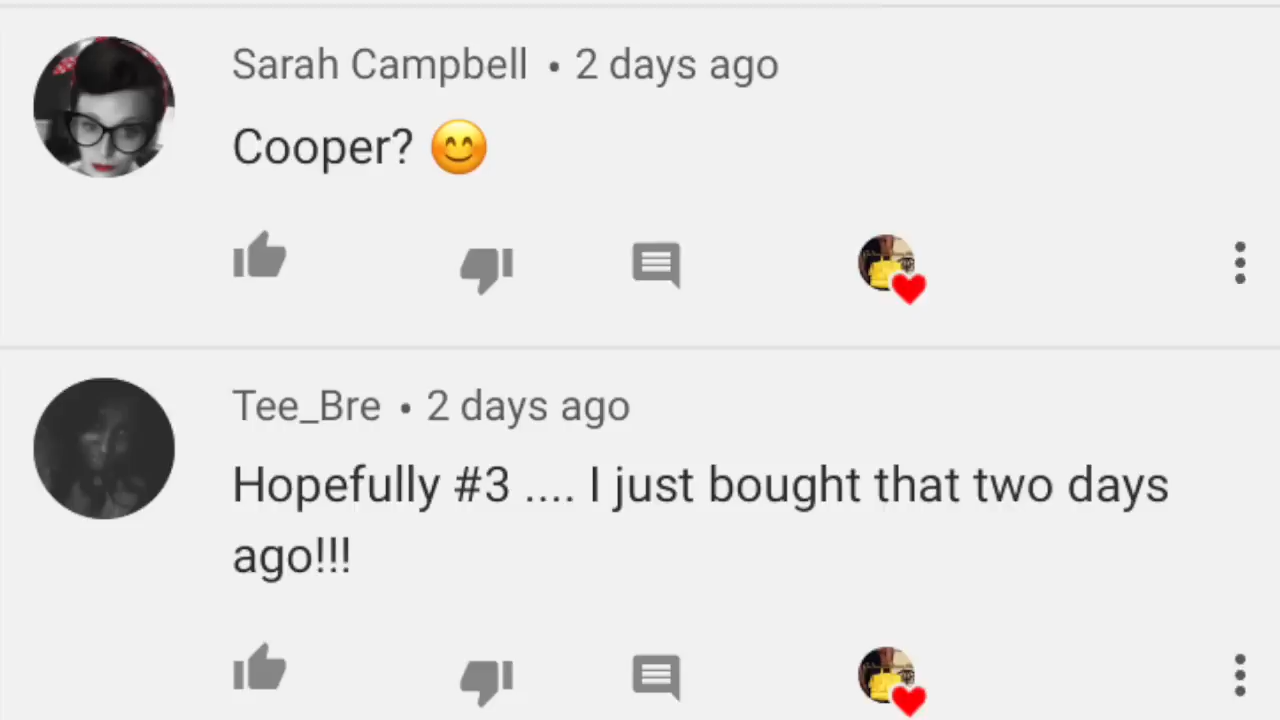 Sarah Campbell • 2 days ago
Cooper? 😊
Tee_Bre • 2 days ago
Hopefully #3 .... I just bought that two days
ago!!!